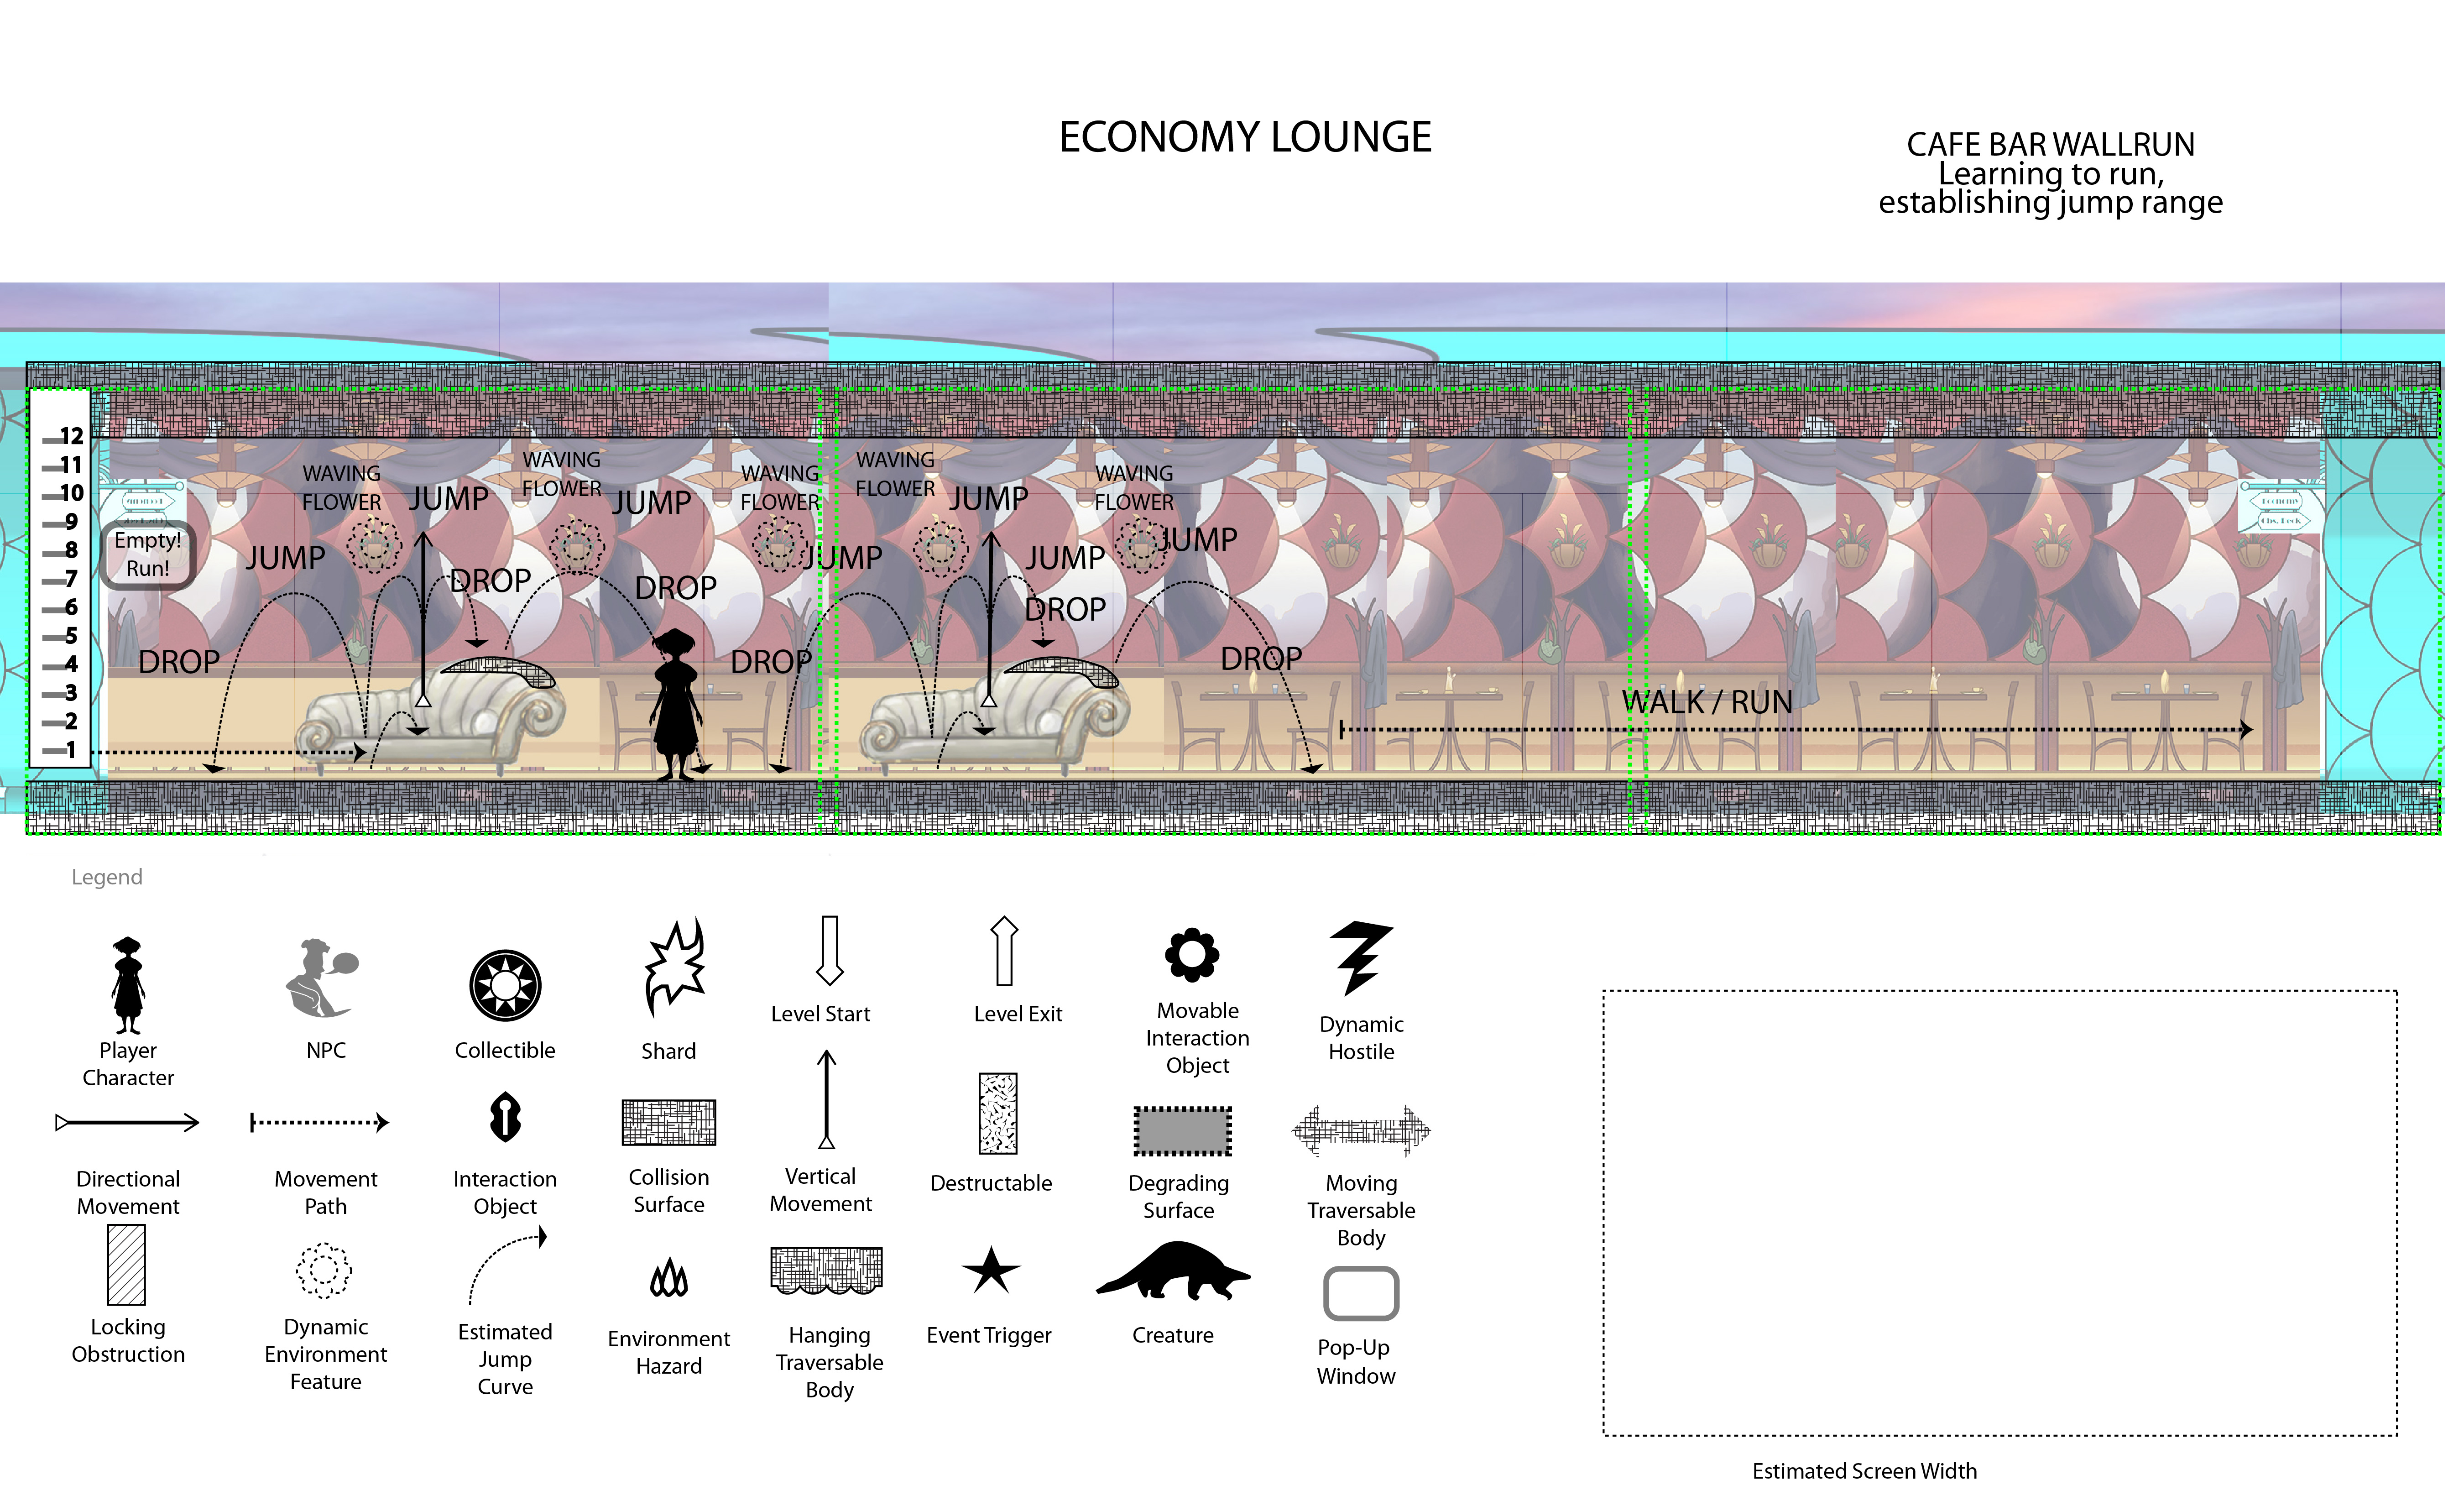 ECONOMY LOUNGE
CAFE BAR WALLRUN
Learning to run,
establishing jump range
12
11
10
9
8
7
6
5
4
3
2
1
Empty!
Run!
DROP
JUMP
WAVING
FLOWER
JUMP
DROP
WAVING
FLOWER
JUMP
DROP
WAVING
FLOWER
DROP
JUMP
WAVING
FLOWER
JUMP
JUMP
DROP
WAVING
FLOWER
JUMP
DROP
WALK / RUN
Economy
Obs. Deck
Legend
Player
Character
NPC
Collectible
Shard
Level Start
Level Exit
Movable
Interaction
Object
Dynamic
Hostile
Directional
Movement
Movement
Path
Interaction
Object
Collision
Surface
Vertical
Movement
Destructable
Degrading
Surface
Moving
Traversable
Body
Locking
Obstruction
Dynamic
Environment
Feature
Estimated
Jump
Curve
Environment
Hazard
Hanging
Traversable
Body
Event Trigger
Creature
Pop-Up
Window
Estimated Screen Width